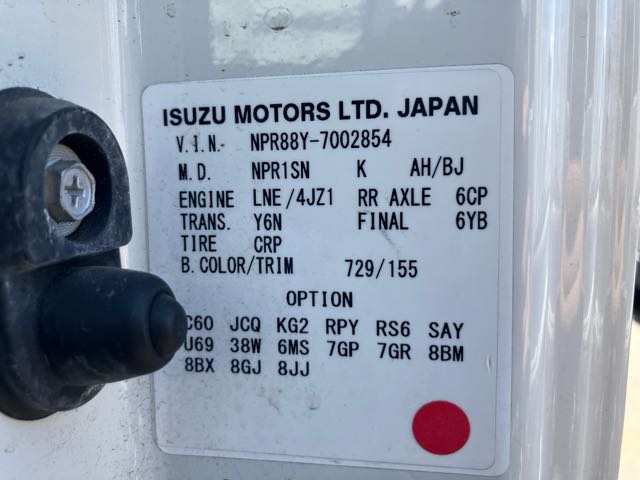 ISUZU MOTORS LTD. JAPAN
V.I.N. NPR88Y-7002854
M.D. NPR1SN K AH/BJ
ENGINE LNE/4JZ1 RR AXLE 6CP
TRANS. Y6N FINAL 6YB
TIRE CRP
B.COLOR/TRIM 729/155
OPTION
C60 JCQ KG2 RPY RS6 SAY
U69 38W 6MS 7GP 7GR 8BM
8BX 8GJ 8JJ